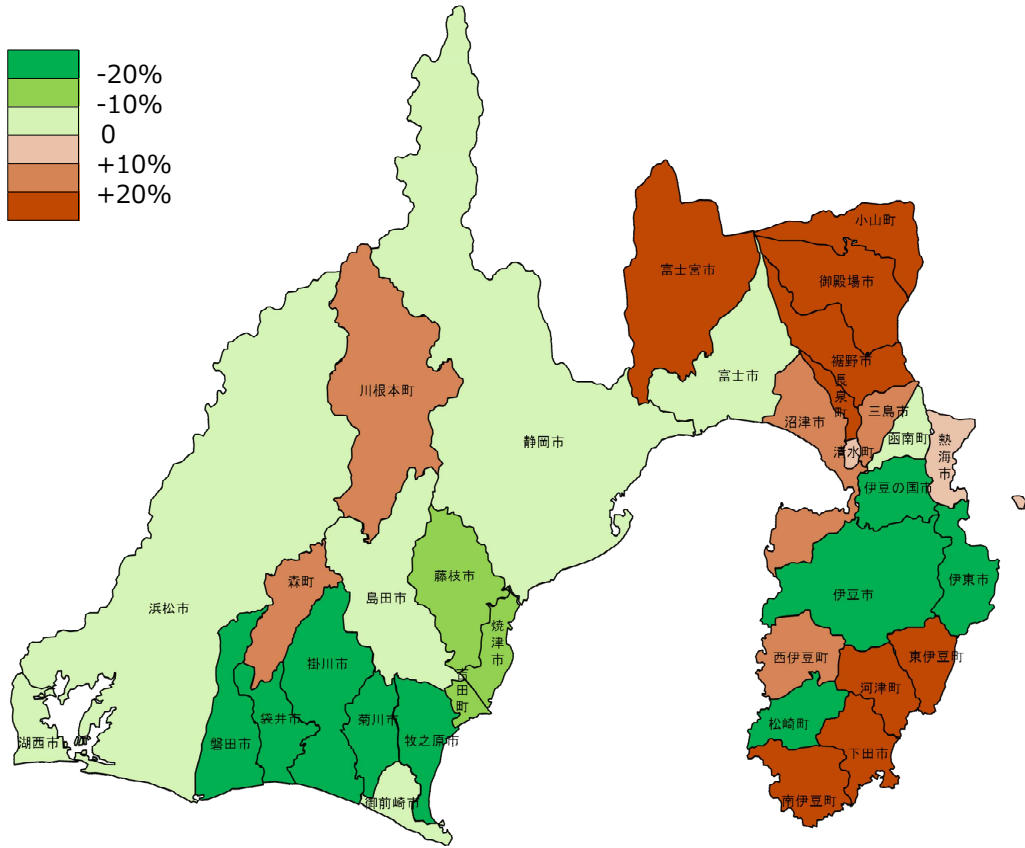 -20%
-10%
0
+10%
+20%
小山町
富士宮市
御殿場市
裾野市
富士市
長泉町
川根本町
三島市
沼津市
静岡市
函南町
熱海市
清水町
伊豆の国市
藤枝市
森町
伊東市
島田市
伊豆市
浜松市
焼津市
西伊豆町
東伊豆町
掛川市
吉田町
河津町
袋井市
菊川市
松崎町
湖西市
磐田市
牧之原市
下田市
御前崎市
南伊豆町